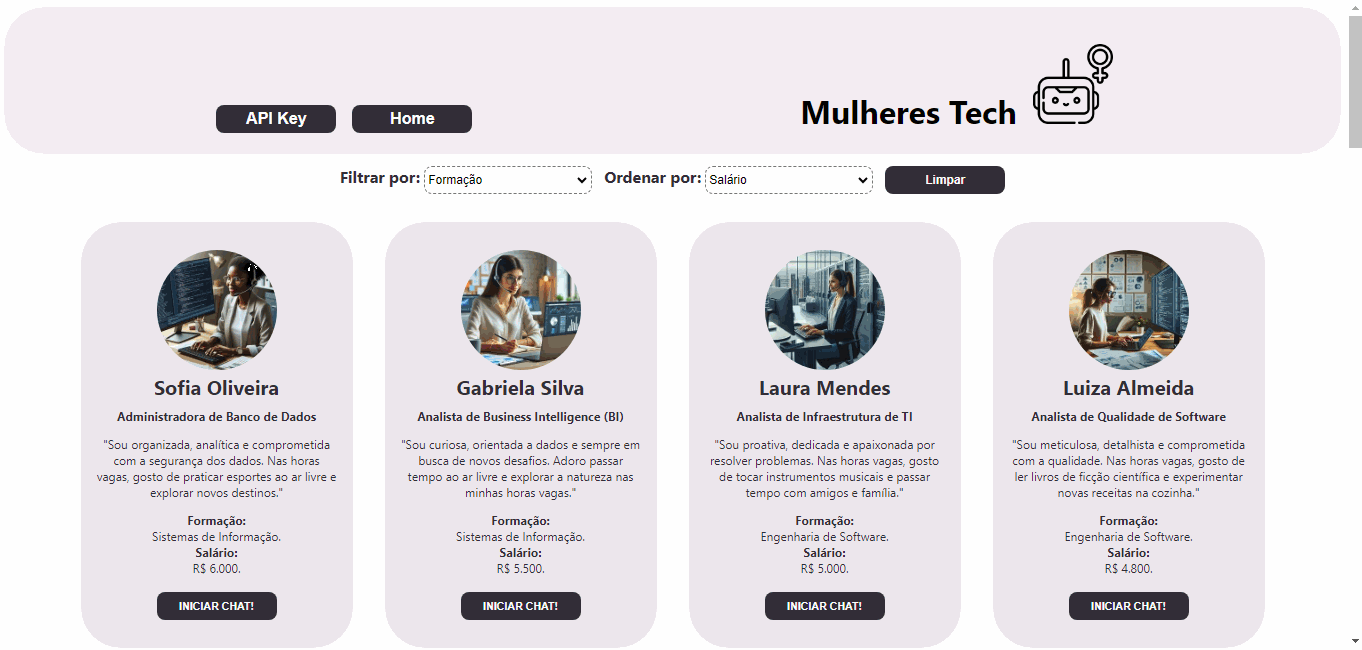 API Key
Home
Mulheres Tech
Filtrar por:
Formação
Ordenar por:
Salário
Limpar
Sofia Oliveira
Administradora de Banco de Dados
"Sou organizada, analítica e comprometida
com a segurança dos dados. Nas horas
vagas, gosto de praticar esportes ao ar livre e
explorar novos destinos."
Formação:
Sistemas de Informação.
Salário:
R$ 6.000.
INICIAR CHAT!
Gabriela Silva
Analista de Business Intelligence (BI)
"Sou curiosa, orientada a dados e sempre em
busca de novos desafios. Adoro passar
tempo ao ar livre e explorar a natureza nas
minhas horas vagas."
Formação:
Sistemas de Informação.
Salário:
R$ 5.500.
INICIAR CHAT!
Laura Mendes
Analista de Infraestrutura de TI
"Sou proativa, dedicada e apaixonada por
resolver problemas. Nas horas vagas, gosto
de tocar instrumentos musicais e passar
tempo com amigos e família."
Formação:
Engenharia de Software.
Salário:
R$ 5.000.
INICIAR CHAT!
Luiza Almeida
Analista de Qualidade de Software
"Sou meticulosa, detalhista e comprometida
com a qualidade. Nas horas vagas, gosto de
ler livros de ficção científica e experimentar
novas receitas na cozinha."
Formação:
Engenharia de Software.
Salário:
R$ 4.800.
INICIAR CHAT!